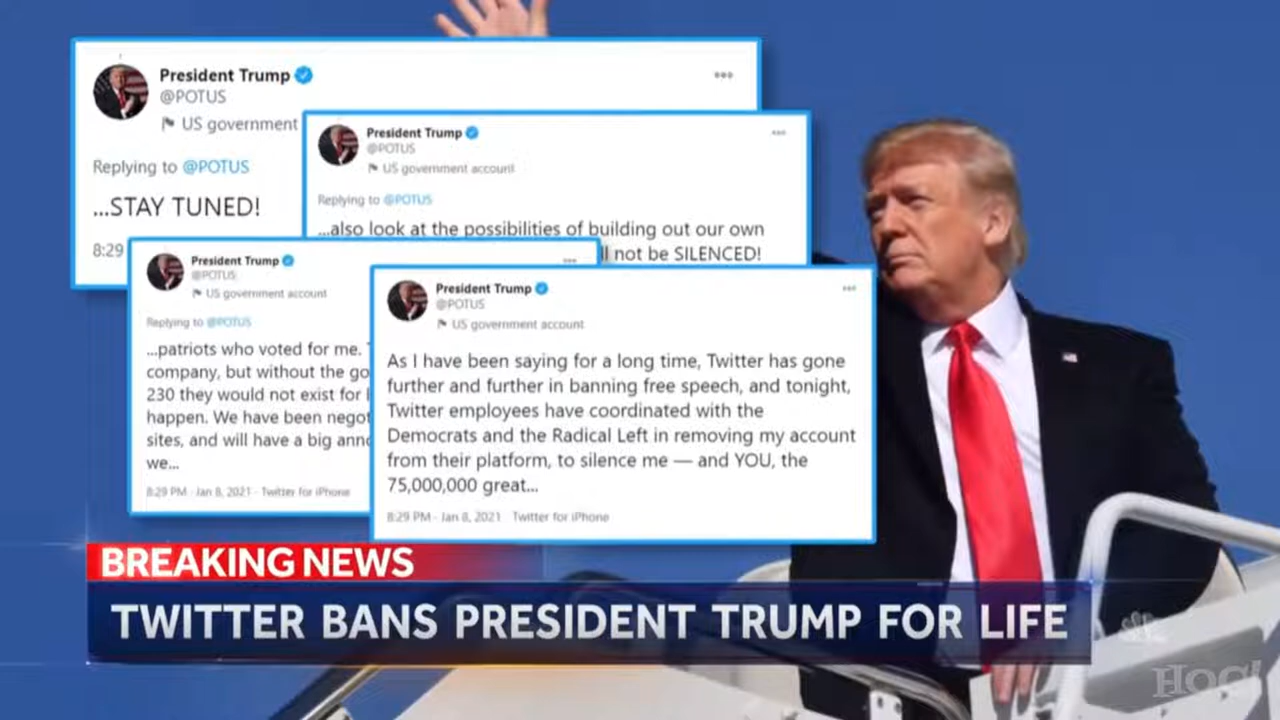 President Trump
@POTUS
US government
Replying to @POTUS
...STAY TUNED!
8:29
President Trump
@POTUS
US government account
Replying to @POTUS
...also look at the possibilities of building out our own
not be SILENCED!
President Trump
@POTUS
US government account
Replying to @POTUS
...patriots who voted for me.
company, but without the go
230 they would not exist for
happen. We have been negot
sites, and will have a big ann
we...
8:29 PM · Jan 8, 2021 · Twitter for iPhone
President Trump
@POTUS
US government account
As I have been saying for a long time, Twitter has gone
further and further in banning free speech, and tonight,
Twitter employees have coordinated with the
Democrats and the Radical Left in removing my account
from their platform, to silence me — and YOU, the
75,000,000 great...
8:29 PM · Jan 8, 2021 Twitter for iPhone
BREAKING NEWS
TWITTER BANS PRESIDENT TRUMP FOR LIFE